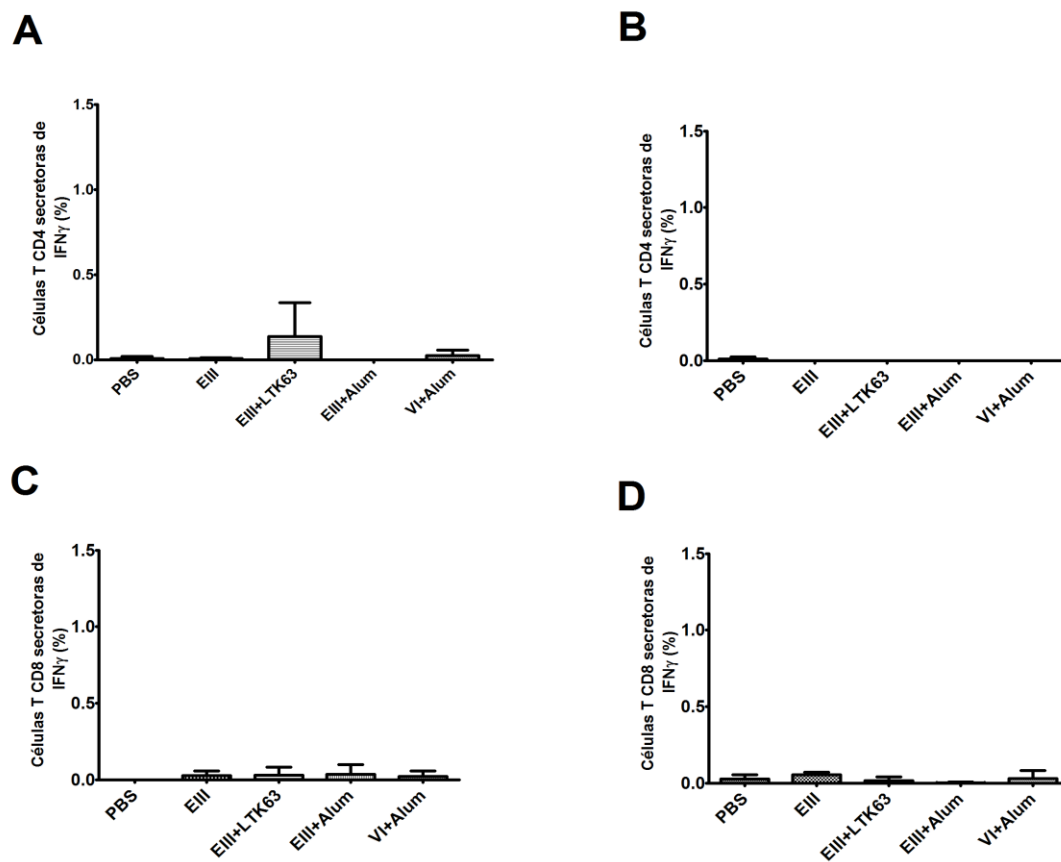 A
Células T CD4 secretoras de
IFNγ (%)
1.5
1.0
0.5
0.0
PBS
EIII
EIII+LTK63
EIII+Alum
VI+Alum
B
Células T CD4 secretoras de
IFNγ (%)
1.5
1.0
0.5
0.0
PBS
EIII
EIII+LTK63
EIII+Alum
VI+Alum
C
Células T CD8 secretoras de
IFNγ (%)
1.5
1.0
0.5
0.0
PBS
EIII
EIII+LTK63
EIII+Alum
VI+Alum
D
Células T CD8 secretoras de
IFNγ (%)
1.5
1.0
0.5
0.0
PBS
EIII
EIII+LTK63
EIII+Alum
VI+Alum